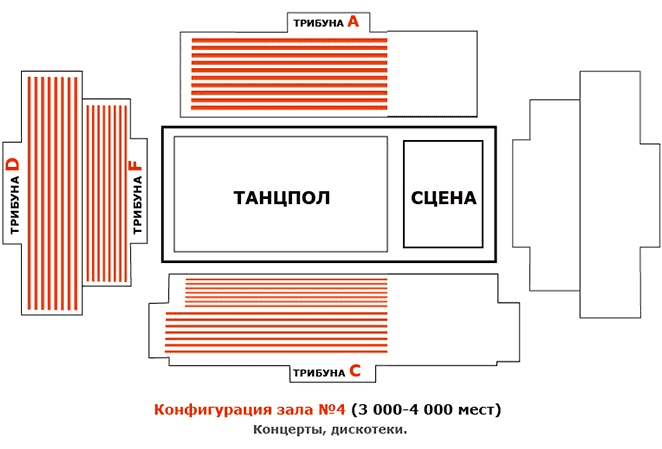 ТРИБУНА A
ТРИБУНА D
ТРИБУНА F
ТАНЦПОЛ
СЦЕНА
ТРИБУНА C
Конфигурация зала №4 (3 000-4 000 мест)
Концерты, дискотеки.